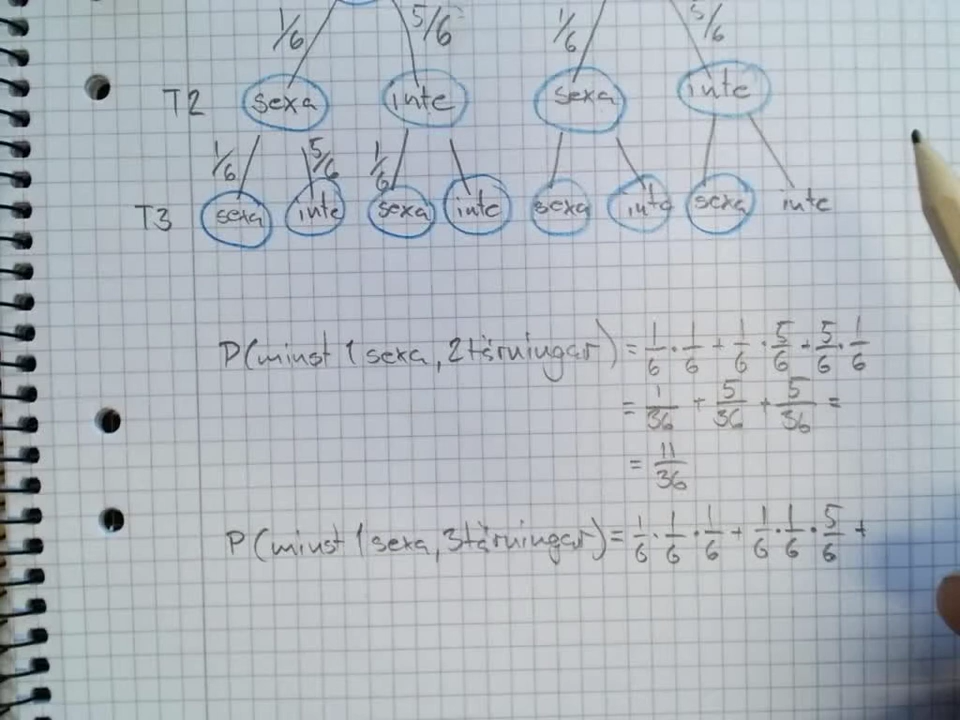 1/6 5/6 1/6 5/6
T2 sexa inte sexa inte
1/6 5/6 1/6
T3 sexa inte sexa inte sexa inte sexa inte
P(minst 1 sexa, 2 tärningar) = 1/6 · 1/6 + 1/6 · 5/6 + 5/6 · 1/6
= 1/36 + 5/36 + 5/36 =
= 11/36
P(minst 1 sexa, 3 tärningar) = 1/6 · 1/6 · 1/6 + 1/6 · 1/6 · 5/6 +